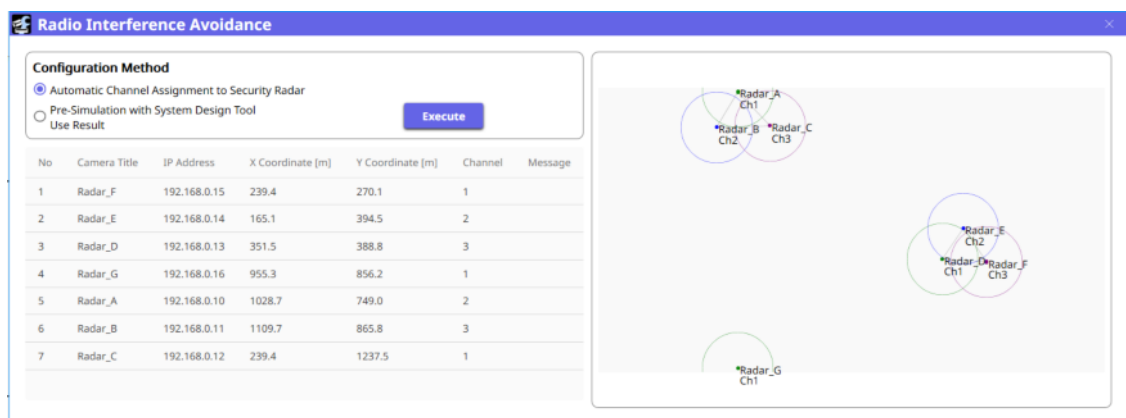 Radio Interference Avoidance
Configuration Method
Automatic Channel Assignment to Security Radar
Pre-Simulation with System Design Tool
Use Result
Execute
No Camera Title IP Address X Coordinate [m] Y Coordinate [m] Channel Message
1 Radar_F 192.168.0.15 239.4 270.1 1
2 Radar_E 192.168.0.14 165.1 394.5 2
3 Radar_D 192.168.0.13 351.5 388.8 3
4 Radar_G 192.168.0.16 955.3 856.2 1
5 Radar_A 192.168.0.10 1028.7 749.0 2
6 Radar_B 192.168.0.11 1109.7 865.8 3
7 Radar_C 192.168.0.12 239.4 1237.5 1
Radar_A
Ch1
Radar_B
Ch2
Radar_C
Ch3
Radar_E
Ch2
Radar_D
Ch1
Radar_F
Ch3
Radar_G
Ch1